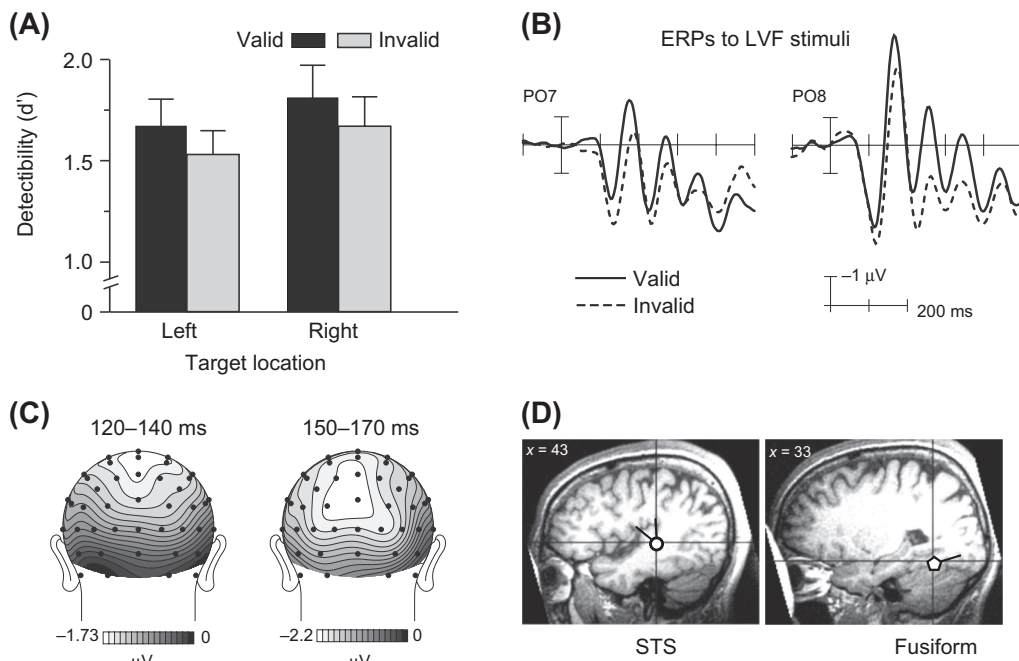 (A)
Valid Invalid
2.0
1.5
1.0
0
Detectibility (d')
Left Right
Target location
(B)
ERPs to LVF stimuli
PO7 PO8
Valid
Invalid
–1 μV
200 ms
(C)
120–140 ms 150–170 ms
–1.73 0 –2.2 0
μV μV
(D)
x = 43 x = 33
STS Fusiform